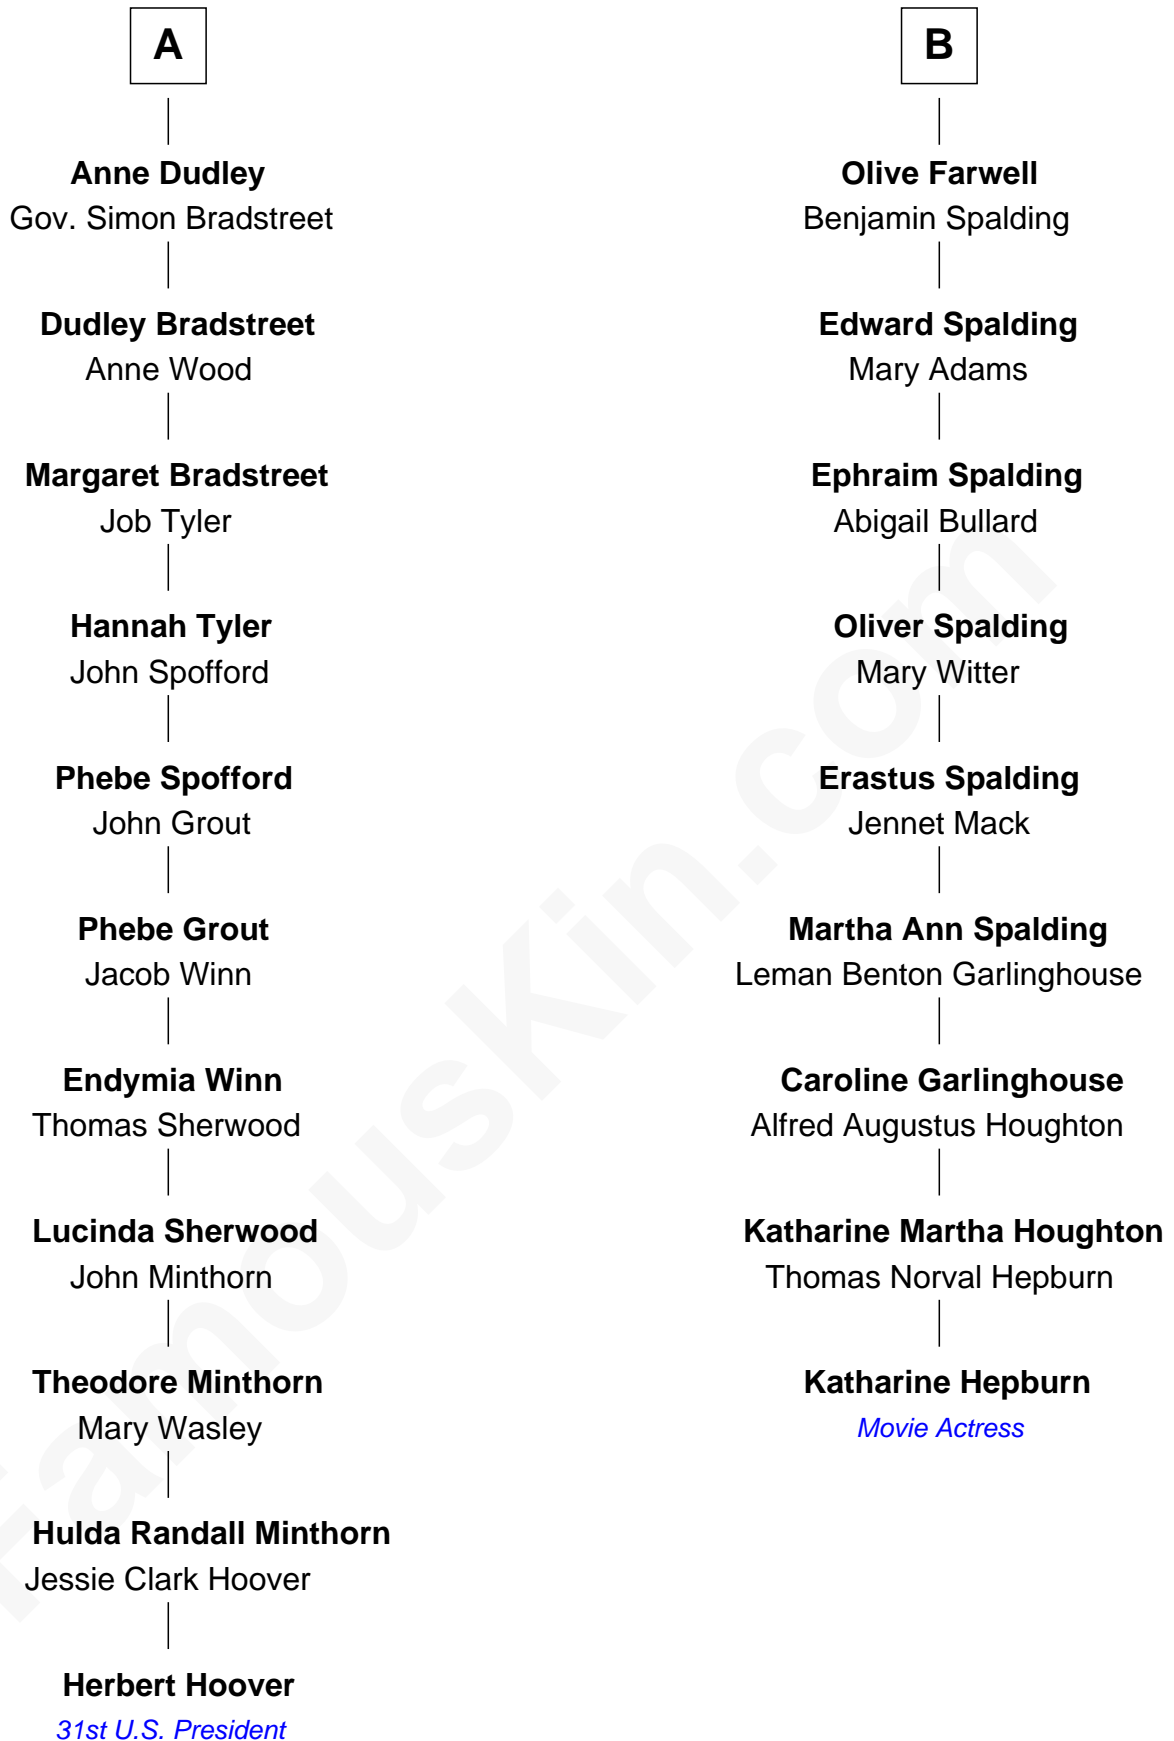 A
Anne Dudley
Gov. Simon Bradstreet
Dudley Bradstreet
Anne Wood
Margaret Bradstreet
Job Tyler
Hannah Tyler
John Spofford
Phebe Spofford
John Grout
Phebe Grout
Jacob Winn
Endymia Winn
Thomas Sherwood
Lucinda Sherwood
John Minthorn
Theodore Minthorn
Mary Wasley
Hulda Randall Minthorn
Jessie Clark Hoover
Herbert Hoover
31st U.S. President
B
Olive Farwell
Benjamin Spalding
Edward Spalding
Mary Adams
Ephraim Spalding
Abigail Bullard
Oliver Spalding
Mary Witter
Erastus Spalding
Jennet Mack
Martha Ann Spalding
Leman Benton Garlinghouse
Caroline Garlinghouse
Alfred Augustus Houghton
Katharine Martha Houghton
Thomas Norval Hepburn
Katharine Hepburn
Movie Actress
FamousKin.com